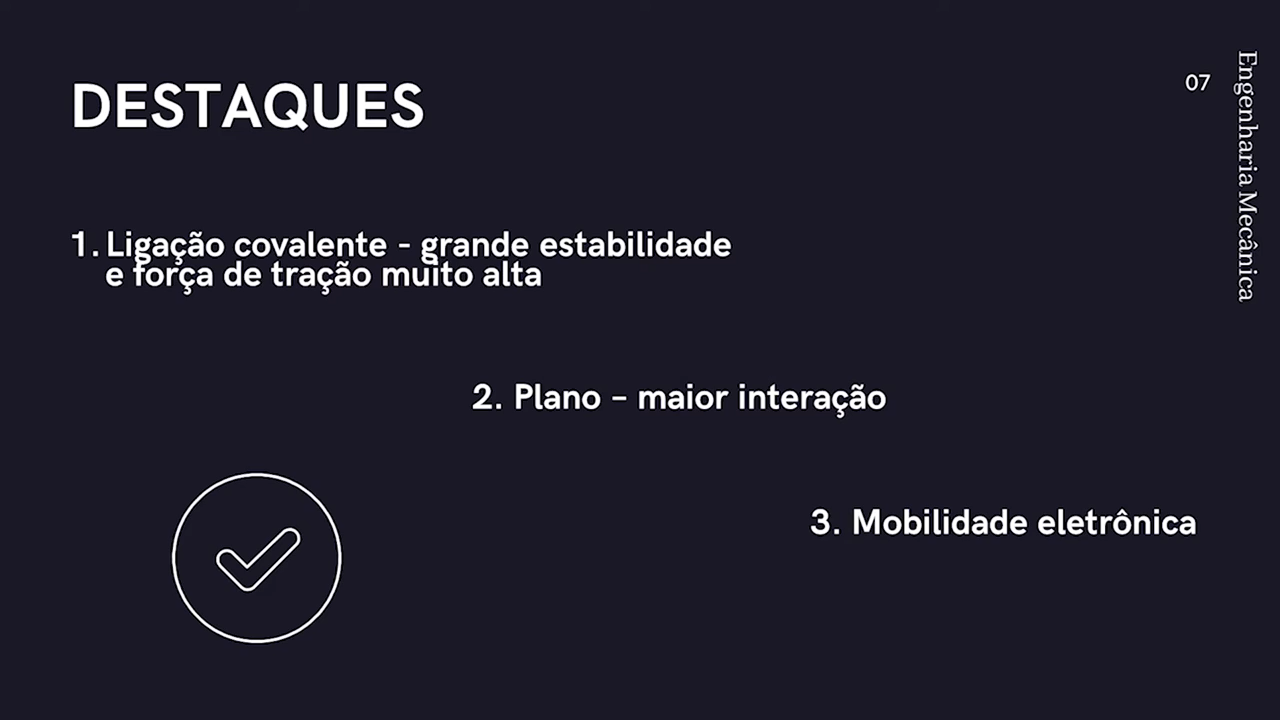 DESTAQUES
07
Engenharia Mecânica
1. Ligação covalente - grande estabilidade
e força de tração muito alta
2. Plano – maior interação
3. Mobilidade eletrônica